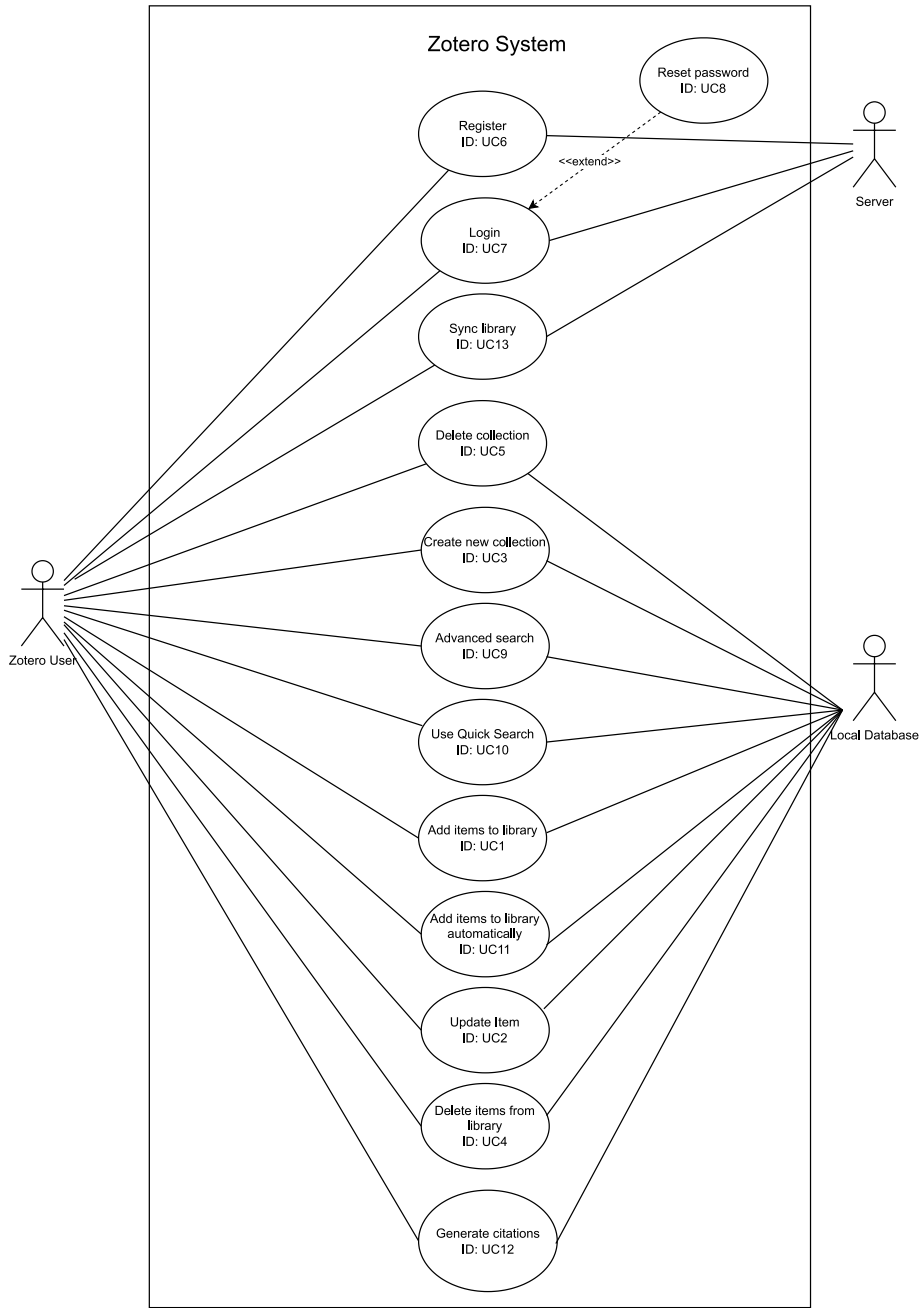 Zotero System
Reset password
ID: UC8
Register
ID: UC6
<<extend>>
Server
Login
ID: UC7
Sync library
ID: UC13
Delete collection
ID: UC5
Create new collection
ID: UC3
Zotero User
Advanced search
ID: UC9
Local Database
Use Quick Search
ID: UC10
Add items to library
ID: UC1
Add items to library
automatically
ID: UC11
Update Item
ID: UC2
Delete items from
library
ID: UC4
Generate citations
ID: UC12